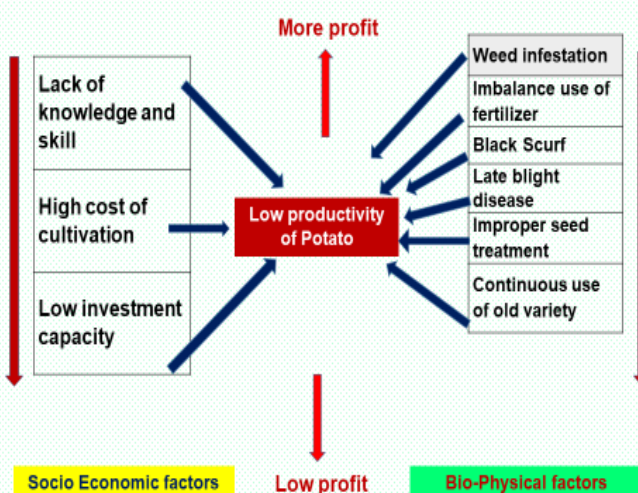 More profit
Lack of
knowledge and
skill
High cost of
cultivation
Low investment
capacity
Low productivity
of Potato
Weed infestation
Imbalance use of
fertilizer
Black Scurf
Late blight
disease
Improper seed
treatment
Continuous use
of old variety
Socio Economic factors
Low profit
Bio-Physical factors